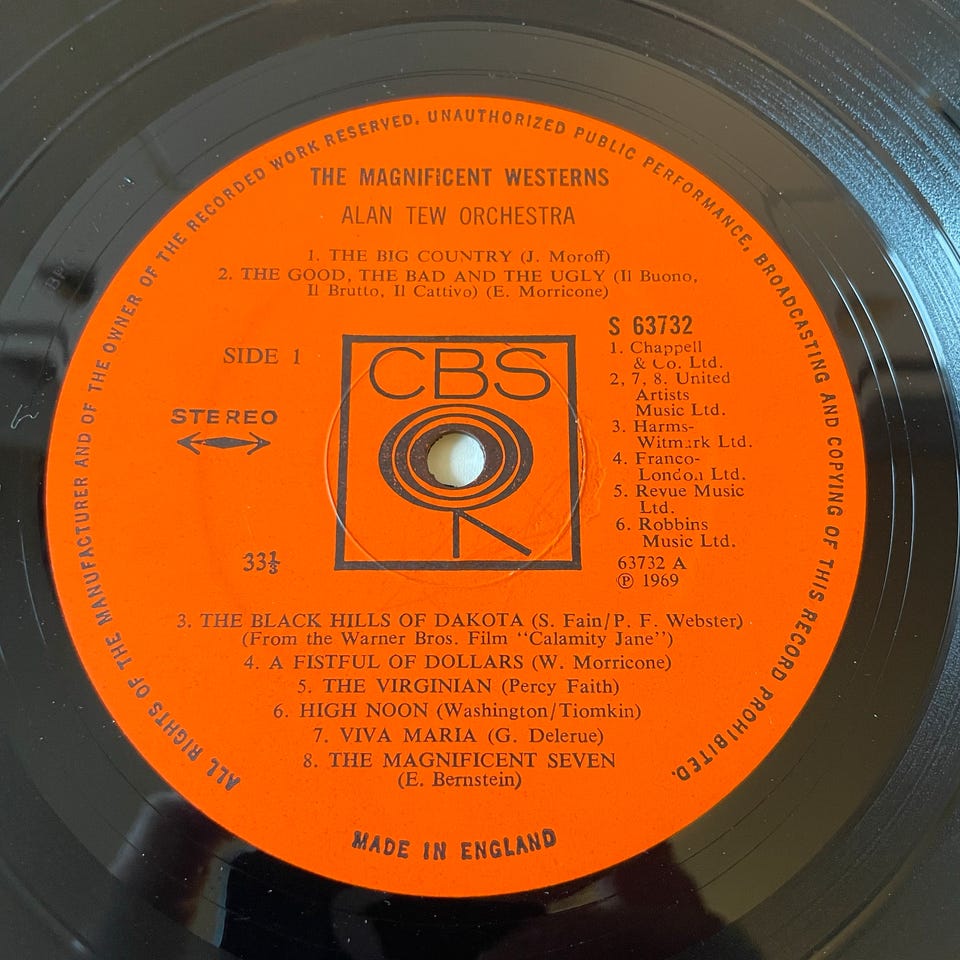 ALL RIGHTS OF THE MANUFACTURER AND OF THE OWNER OF THE RECORDED WORK RESERVED. UNAUTHORIZED PUBLIC PERFORMANCE, BROADCASTING AND COPYING OF THIS RECORD PROHIBITED.
THE MAGNIFICENT WESTERNS
ALAN TEW ORCHESTRA
1. THE BIG COUNTRY (J. Moroff)
2. THE GOOD, THE BAD AND THE UGLY (Il Buono,
Il Brutto, Il Cattivo) (E. Morricone)
SIDE 1
STEREO
33⅓
CBS
S 63732
1. Chappell
& Co. Ltd.
2, 7, 8. United
Artists
Music Ltd.
3. Harms-
Witmark Ltd.
4. Franco-
London Ltd.
5. Revue Music
Ltd.
6. Robbins
Music Ltd.
63732 A
℗ 1969
3. THE BLACK HILLS OF DAKOTA (S. Fain/P. F. Webster)
(From the Warner Bros. Film “Calamity Jane”)
4. A FISTFUL OF DOLLARS (W. Morricone)
5. THE VIRGINIAN (Percy Faith)
6. HIGH NOON (Washington/Tiomkin)
7. VIVA MARIA (G. Delerue)
8. THE MAGNIFICENT SEVEN
(E. Bernstein)
MADE IN ENGLAND